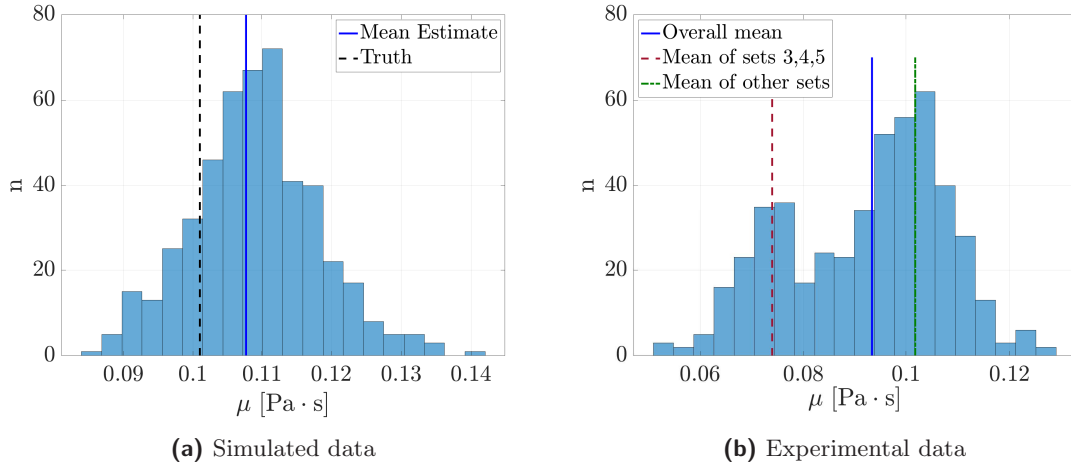 Mean Estimate
Truth
n
80
60
40
20
0
0.09 0.1 0.11 0.12 0.13 0.14
μ [Pa · s]
(a) Simulated data
Overall mean
Mean of sets 3,4,5
Mean of other sets
n
80
60
40
20
0
0.06 0.08 0.1 0.12
μ [Pa · s]
(b) Experimental data